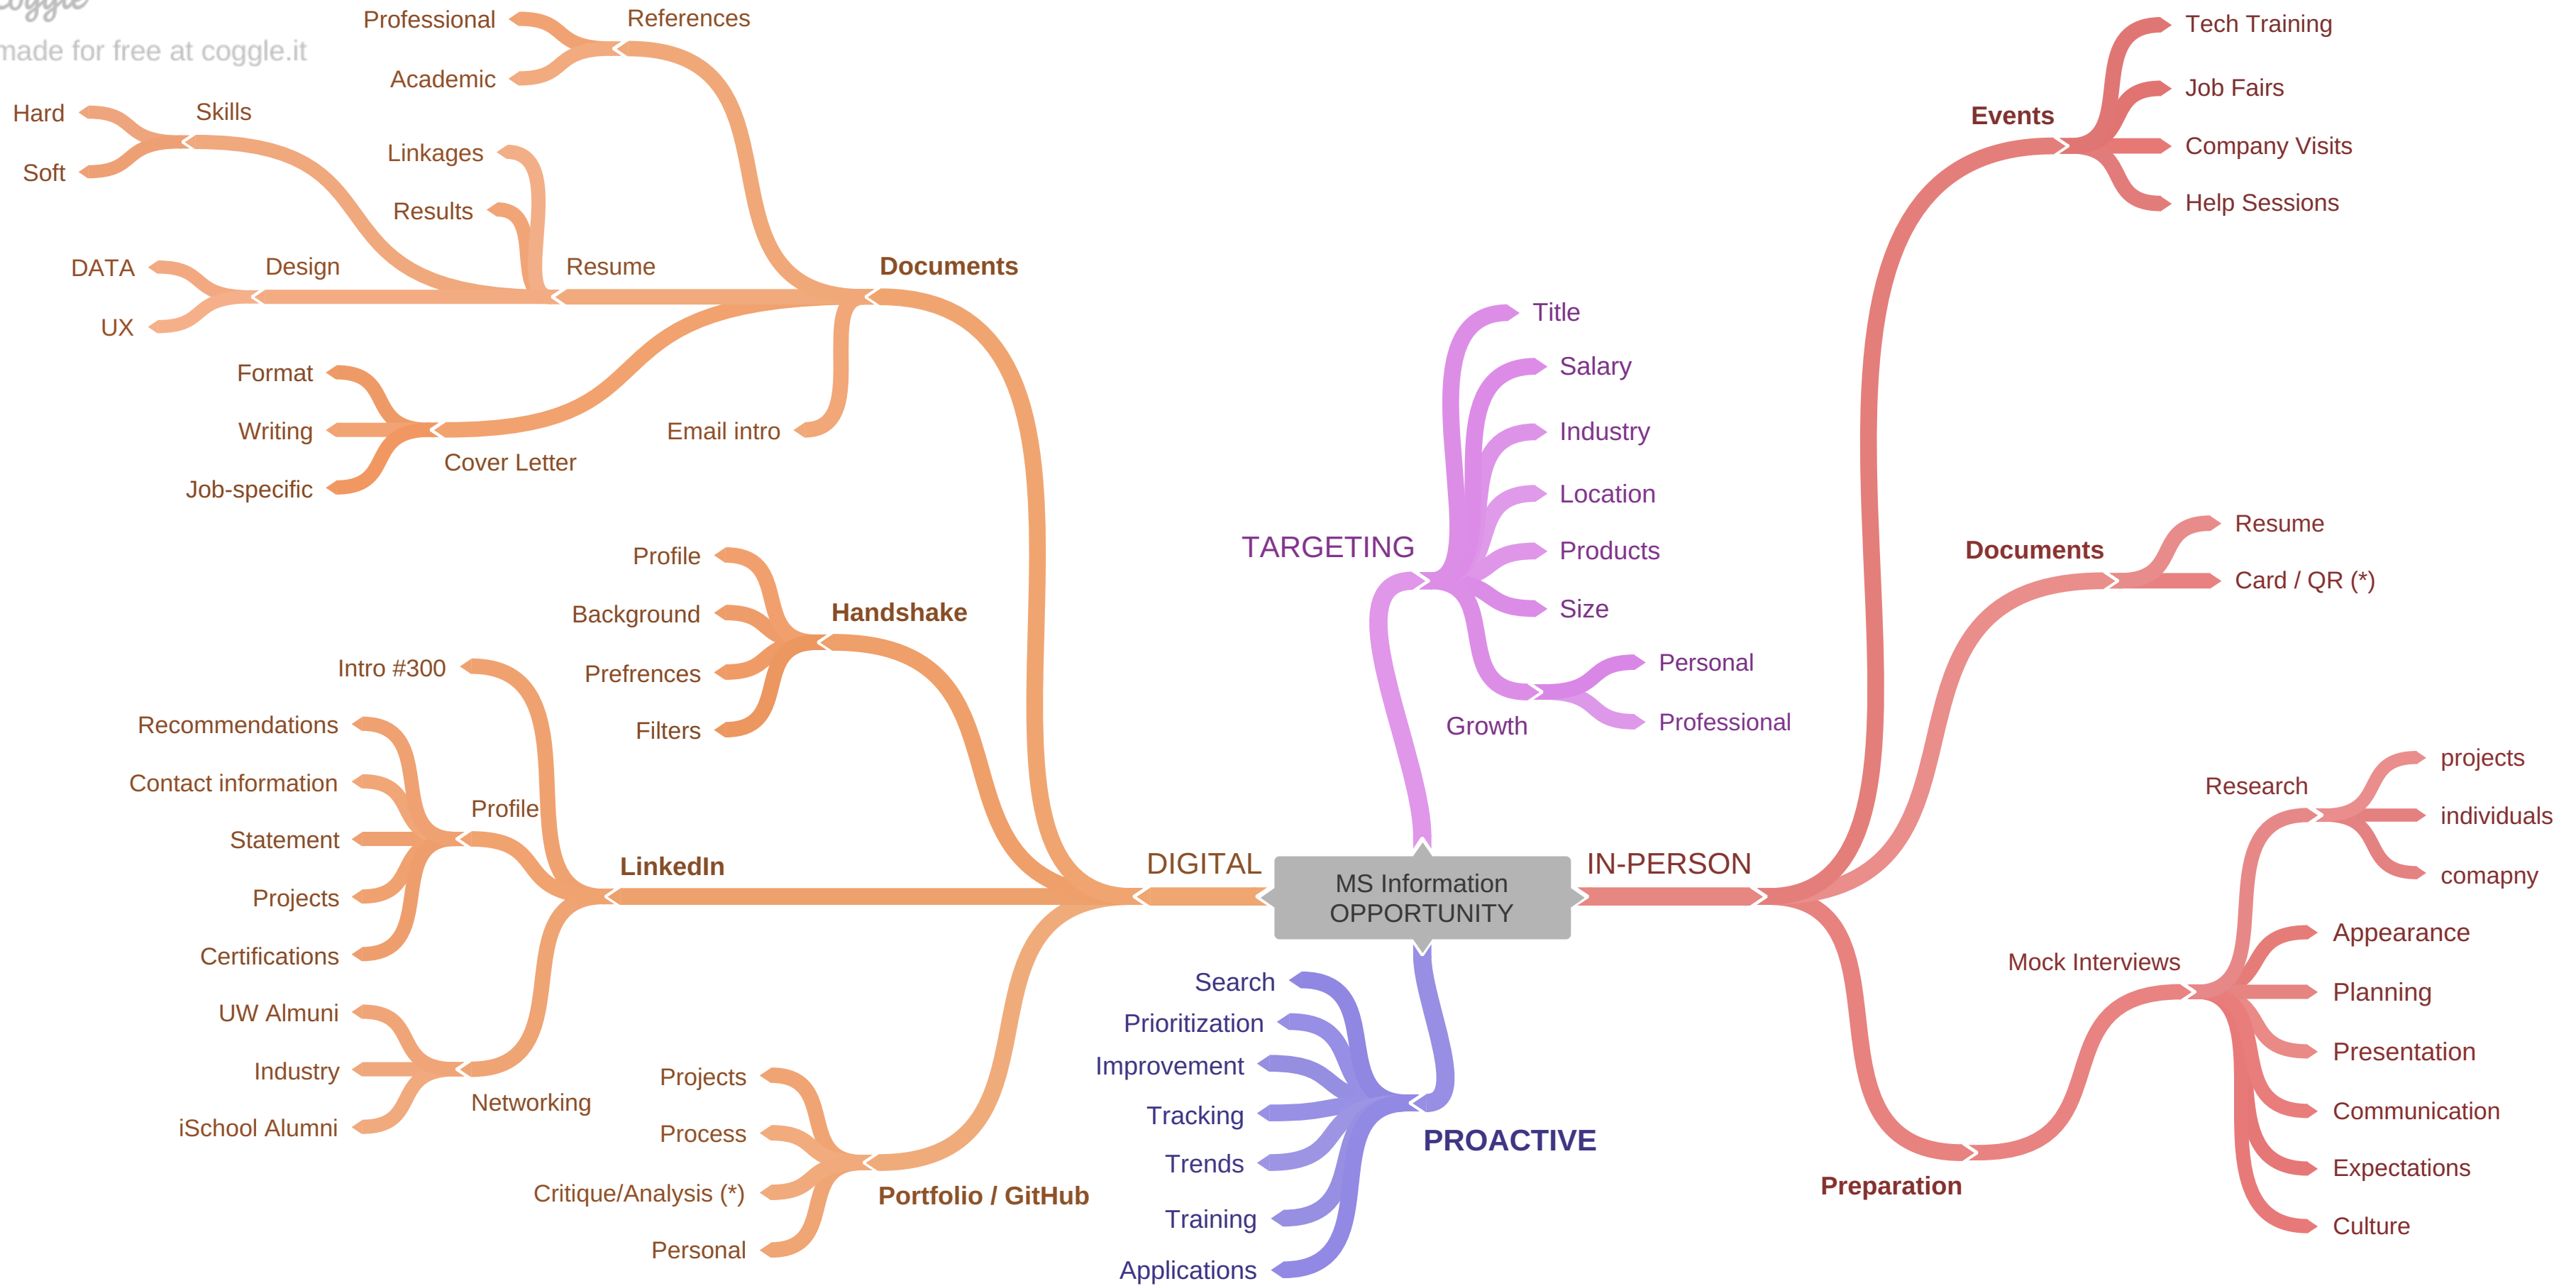 Coggle
made for free at coggle.it
Professional
References
Academic
Hard
Skills
Soft
Linkages
Results
DATA
Design
UX
Resume
Documents
Format
Writing
Job-specific
Cover Letter
Email intro
Profile
Background
Prefrences
Filters
Handshake
Intro #300
Recommendations
Contact information
Statement
Projects
Certifications
Profile
LinkedIn
UW Almuni
Industry
iSchool Alumni
Networking
Projects
Process
Critique/Analysis (*)
Personal
Portfolio / GitHub
DIGITAL
MS Information
OPPORTUNITY
TARGETING
Title
Salary
Industry
Location
Products
Size
Growth
Personal
Professional
Search
Prioritization
Improvement
Tracking
Trends
Training
Applications
PROACTIVE
IN-PERSON
Events
Tech Training
Job Fairs
Company Visits
Help Sessions
Documents
Resume
Card / QR (*)
Preparation
Mock Interviews
Research
projects
individuals
comapny
Appearance
Planning
Presentation
Communication
Expectations
Culture